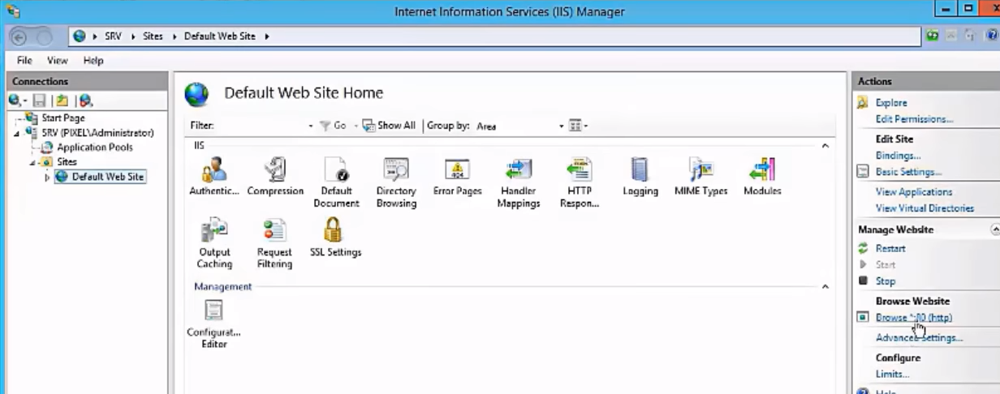 Internet Information Services (IIS) Manager
SRV Sites Default Web Site
File View Help
Connections
Start Page
SRV (PIXEL\Administrator)
Application Pools
Sites
Default Web Site
Default Web Site Home
Filter: Go Show All Group by: Area
IIS
Authentic... Compression Default Document Directory Browsing Error Pages Handler Mappings HTTP Respon... Logging MIME Types Modules
Output Caching Request Filtering SSL Settings
Management
Configurat... Editor
Actions
Explore
Edit Permissions...
Edit Site
Bindings...
Basic Settings...
View Applications
View Virtual Directories
Manage Website
Restart
Start
Stop
Browse Website
Browse *:80 (http)
Advanced Settings...
Configure
Limits...
Help